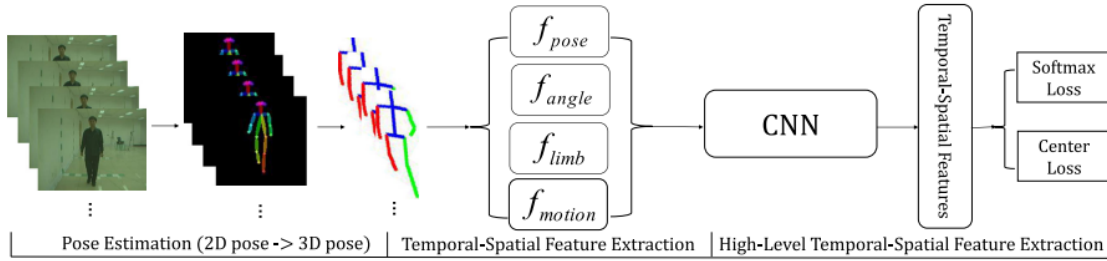 f_pose
f_angle
f_limb
f_motion
CNN
Temporal-Spatial Features
Softmax
Loss
Center
Loss
⋮
⋮
⋮
Pose Estimation (2D pose -> 3D pose)
Temporal-Spatial Feature Extraction
High-Level Temporal-Spatial Feature Extraction